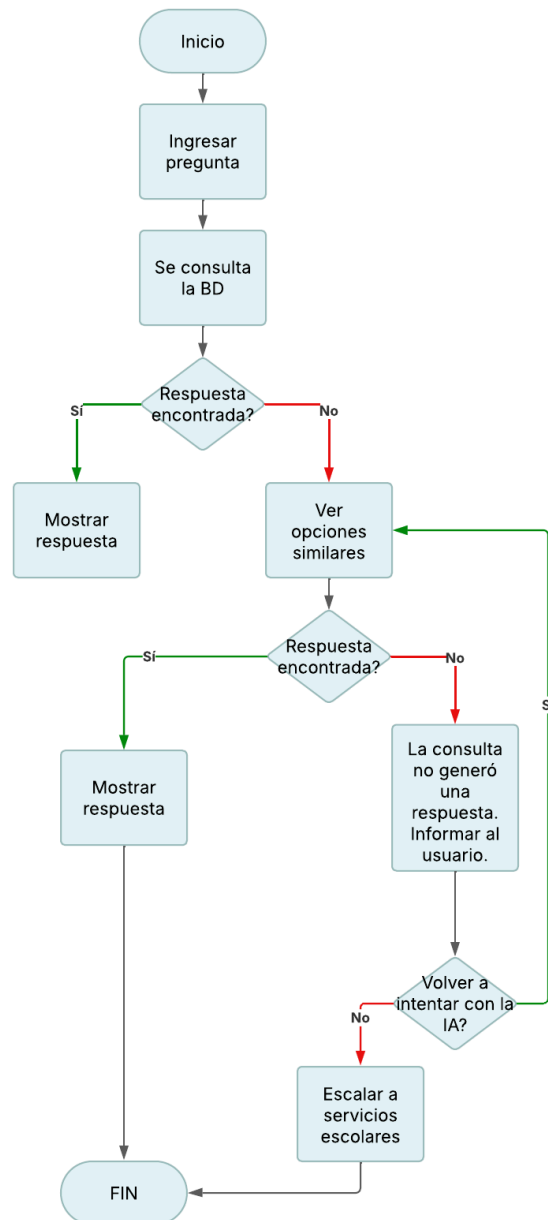 Inicio
Ingresar
pregunta
Se consulta
la BD
Respuesta
encontrada?
Sí
No
Mostrar
respuesta
Ver
opciones
similares
Respuesta
encontrada?
Sí
No
Mostrar
respuesta
La consulta
no generó
una
respuesta.
Informar al
usuario.
Volver a
intentar con la
IA?
No
Escalar a
servicios
escolares
FIN